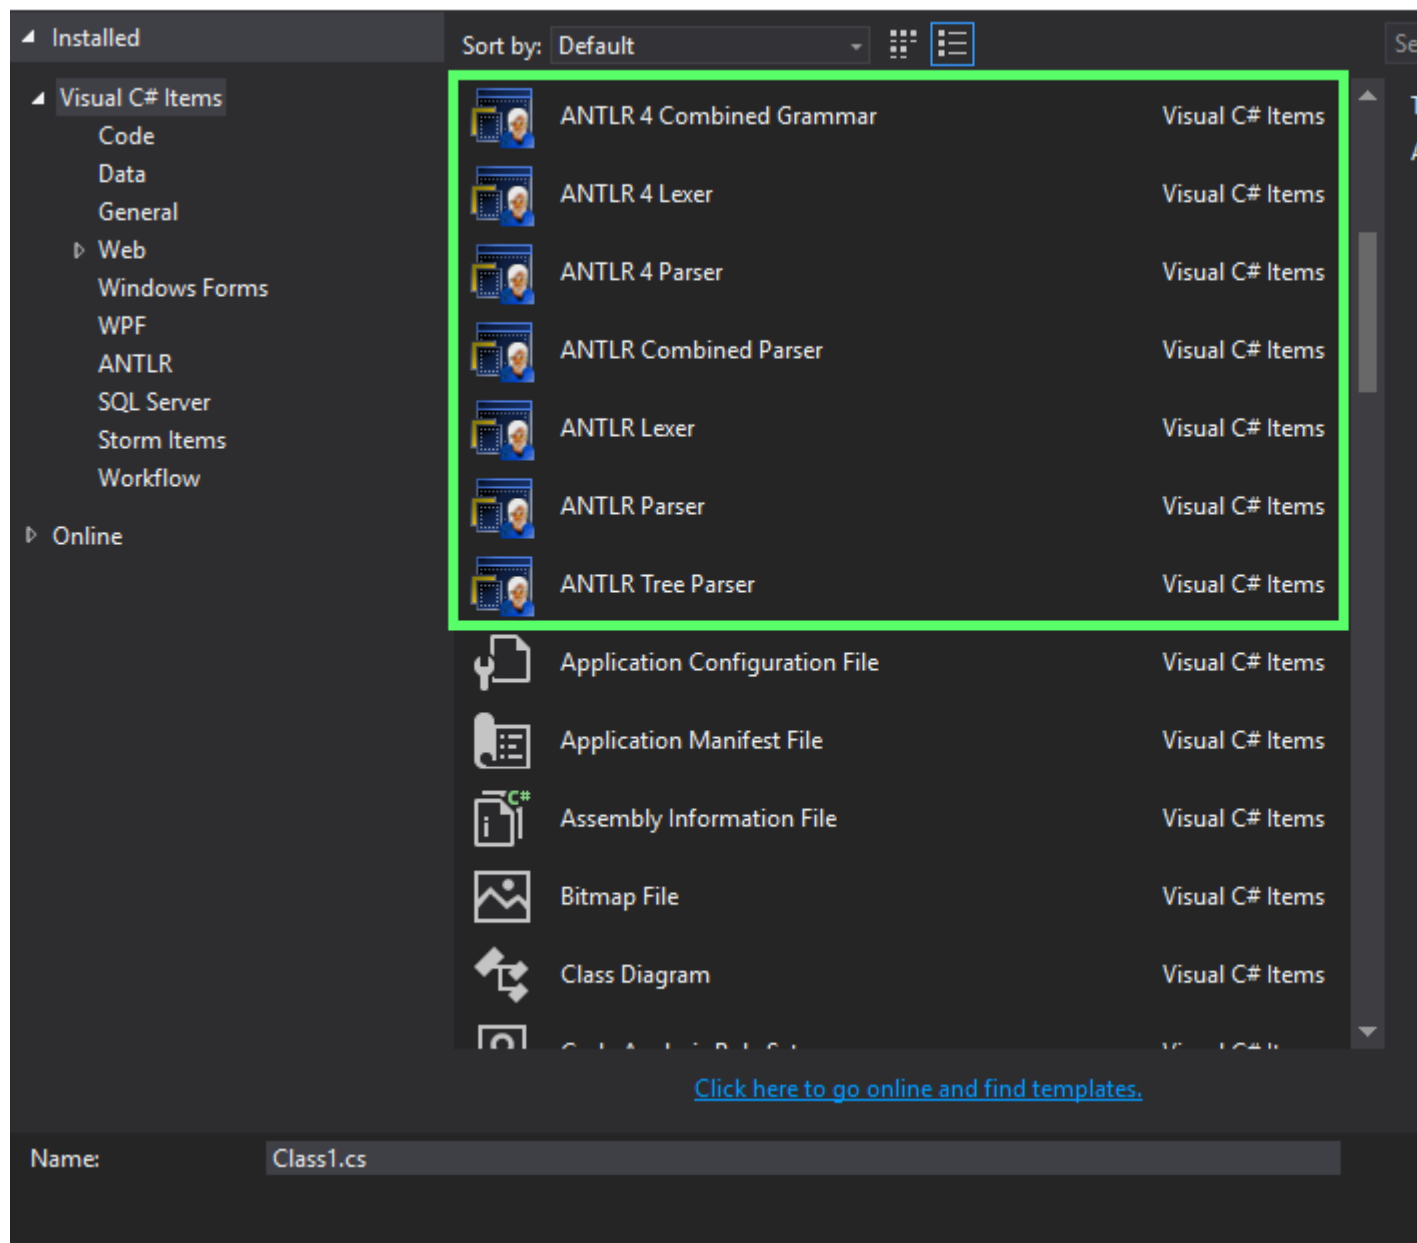 Installed
Sort by: Default
Visual C# Items
Code
Data
General
Web
Windows Forms
WPF
ANTLR
SQL Server
Storm Items
Workflow
Online
ANTLR 4 Combined Grammar Visual C# Items
ANTLR 4 Lexer Visual C# Items
ANTLR 4 Parser Visual C# Items
ANTLR Combined Parser Visual C# Items
ANTLR Lexer Visual C# Items
ANTLR Parser Visual C# Items
ANTLR Tree Parser Visual C# Items
Application Configuration File Visual C# Items
Application Manifest File Visual C# Items
C#
Assembly Information File Visual C# Items
Bitmap File Visual C# Items
Class Diagram Visual C# Items
Click here to go online and find templates.
Name: Class1.cs